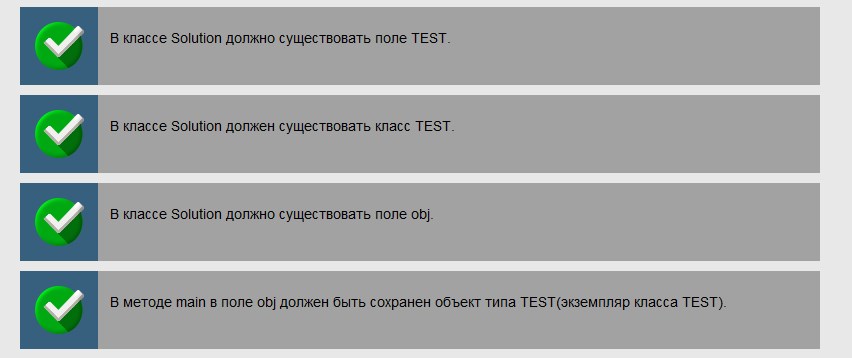 В классе Solution должно существовать поле TEST.
В классе Solution должен существовать класс TEST.
В классе Solution должно существовать поле obj.
В методе main в поле obj должен быть сохранен объект типа TEST(экземпляр класса TEST).